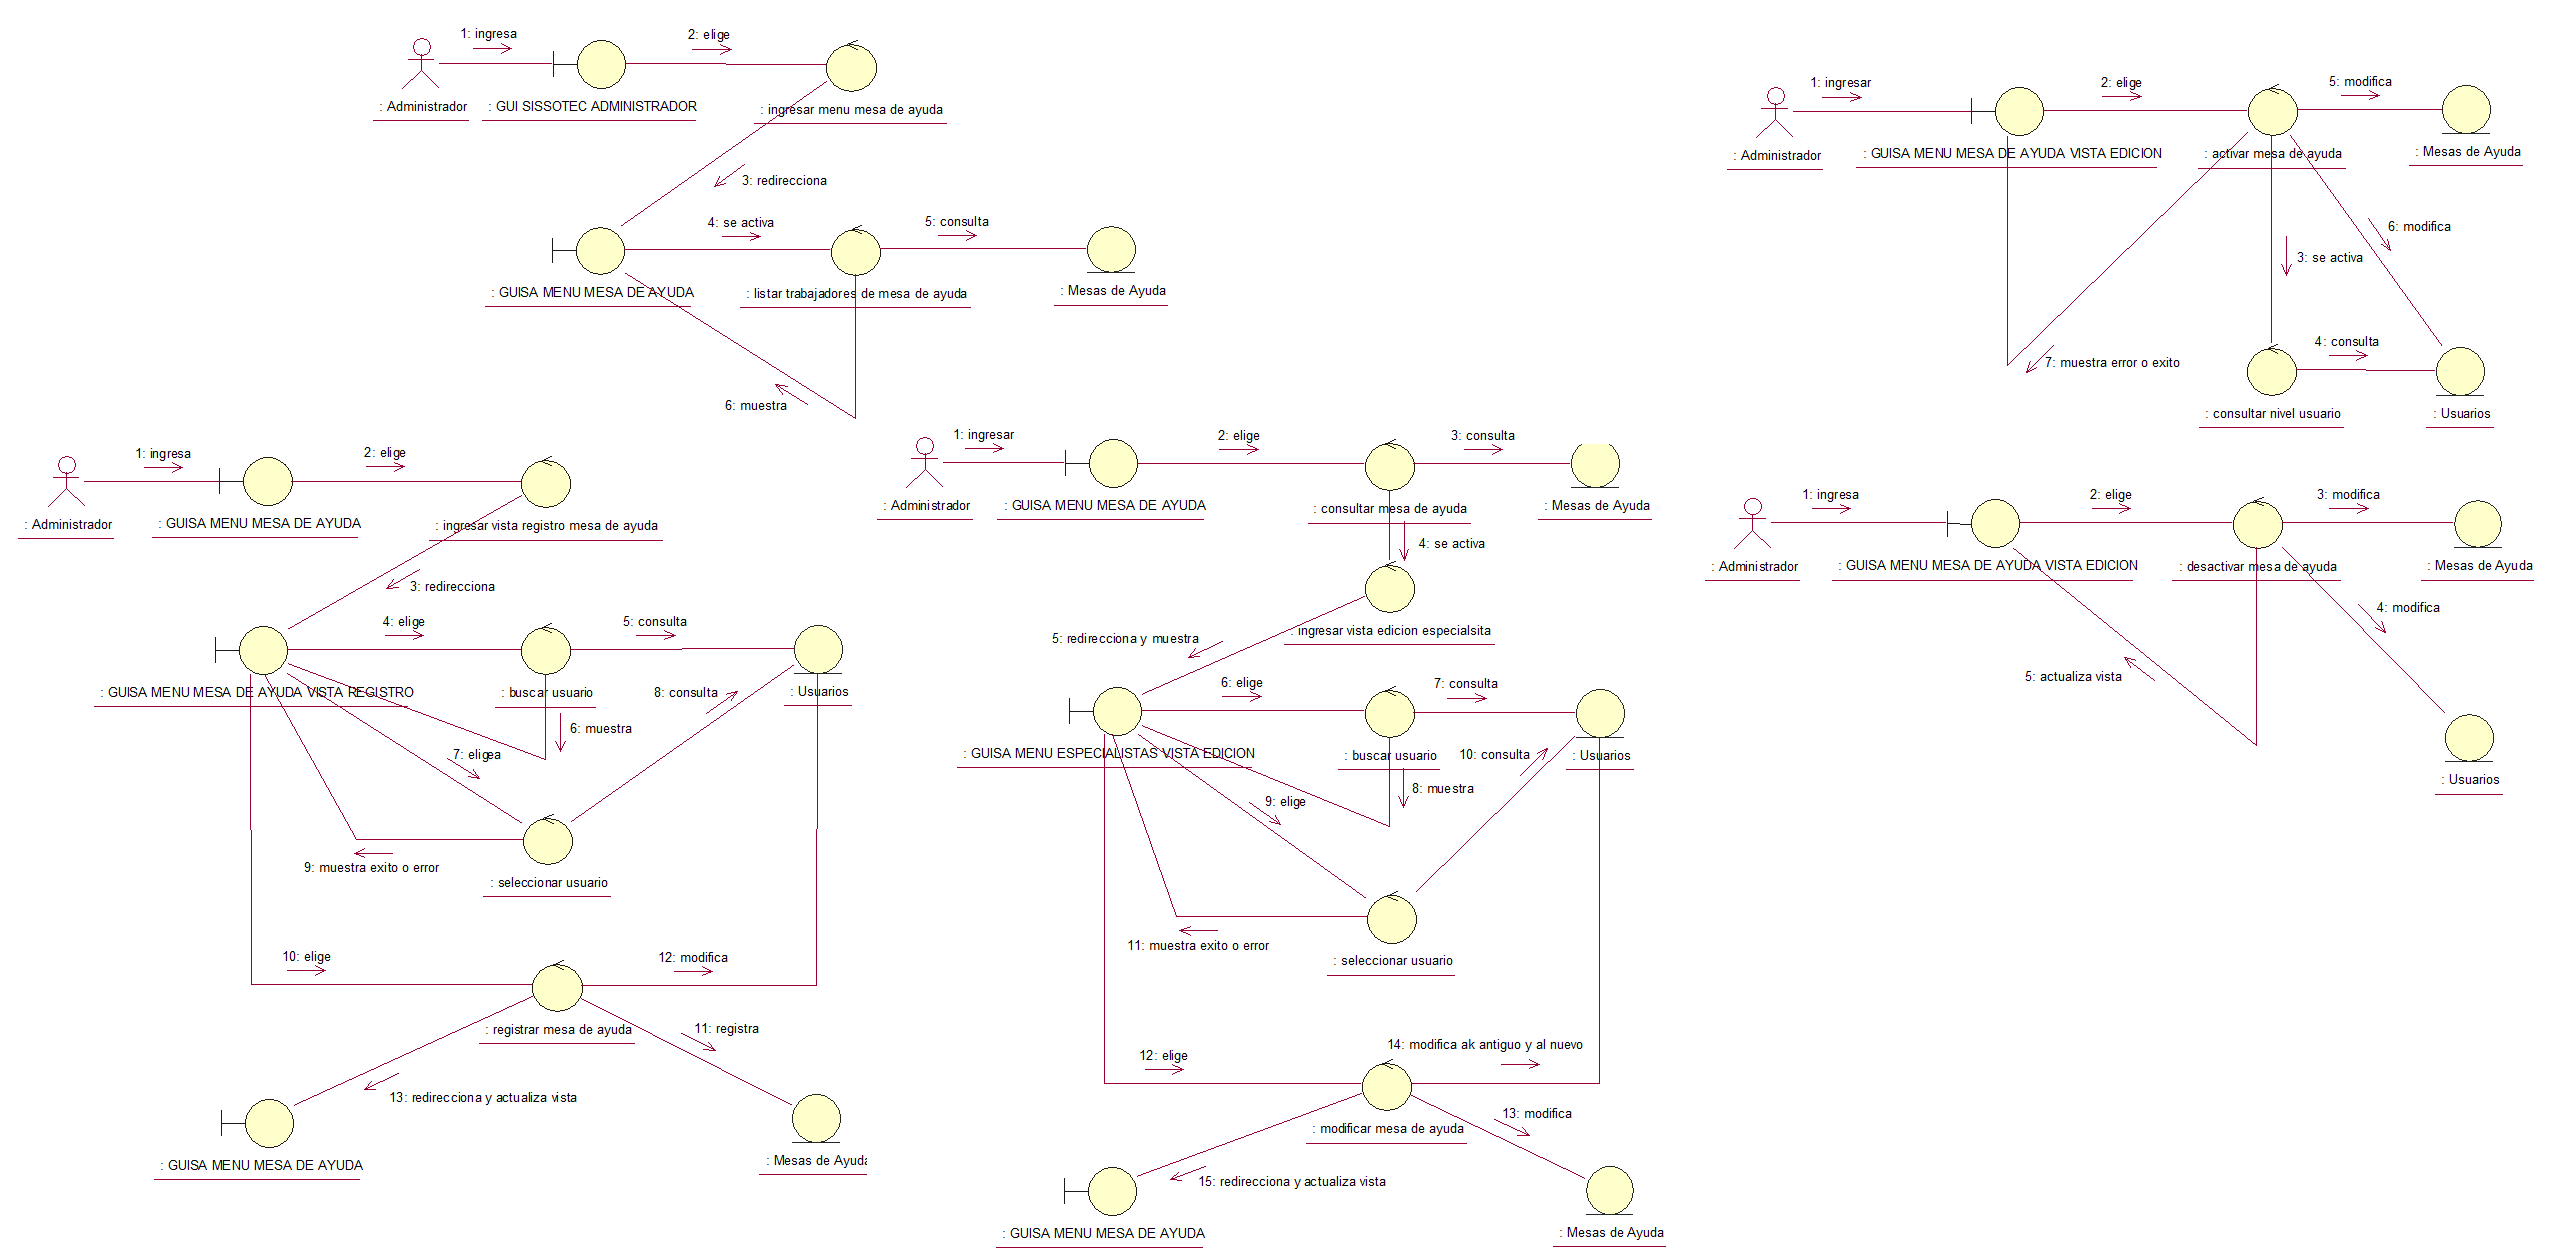 1: ingresa
2: elige
: Administrador
: GUI SISSOTEC ADMINISTRADOR
: ingresar menu mesa de ayuda
3: redirecciona
4: se activa
5: consulta
: GUISA MENU MESA DE AYUDA
: listar trabajadores de mesa de ayuda
: Mesas de Ayuda
6: muestra
1: ingresar
2: elige
5: modifica
: Administrador
: GUISA MENU MESA DE AYUDA VISTA EDICION
: activar mesa de ayuda
: Mesas de Ayuda
6: modifica
3: se activa
4: consulta
7: muestra error o exito
: consultar nivel usuario
: Usuarios
1: ingresa
2: elige
: Administrador
: GUISA MENU MESA DE AYUDA
: ingresar vista registro mesa de ayuda
3: redirecciona
4: elige
5: consulta
: GUISA MENU MESA DE AYUDA VISTA REGISTRO
: buscar usuario
8: consulta
: Usuarios
6: muestra
7: eligea
9: muestra exito o error
: seleccionar usuario
10: elige
12: modifica
: registrar mesa de ayuda
11: registra
13: redirecciona y actualiza vista
: GUISA MENU MESA DE AYUDA
: Mesas de Ayuda
1: ingresar
2: elige
3: consulta
: Administrador
: GUISA MENU MESA DE AYUDA
: consultar mesa de ayuda
: Mesas de Ayuda
4: se activa
5: redirecciona y muestra
: ingresar vista edicion especialsita
6: elige
7: consulta
: GUISA MENU ESPECIALISTAS VISTA EDICION
: buscar usuario
10: consulta
: Usuarios
8: muestra
9: elige
11: muestra exito o error
: seleccionar usuario
12: elige
14: modifica ak antiguo y al nuevo
: modificar mesa de ayuda
13: modifica
15: redirecciona y actualiza vista
: GUISA MENU MESA DE AYUDA
: Mesas de Ayuda
1: ingresa
2: elige
3: modifica
: Administrador
: GUISA MENU MESA DE AYUDA VISTA EDICION
: desactivar mesa de ayuda
: Mesas de Ayuda
4: modifica
5: actualiza vista
: Usuarios